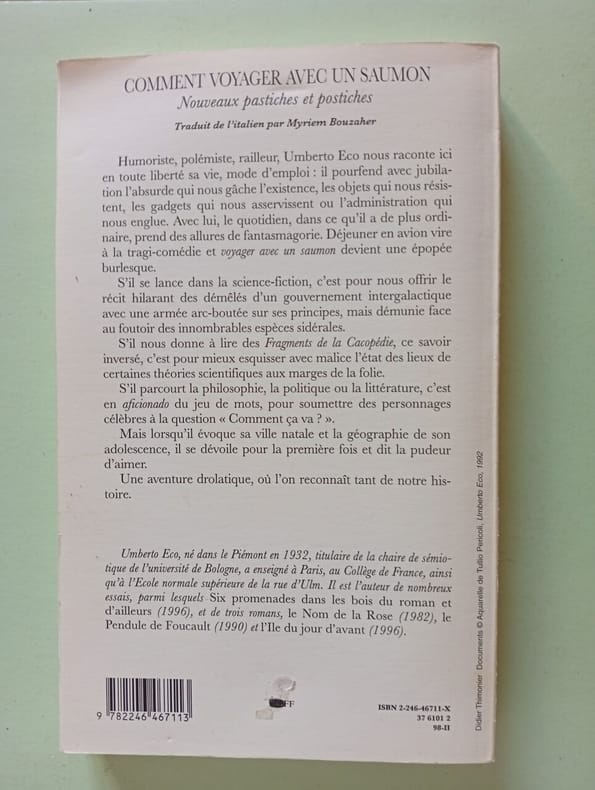 COMMENT VOYAGER AVEC UN SAUMON
Nouveaux pastiches et postiches
Traduit de l'italien par Myriem Bouzaher
Humoriste, polémiste, railleur, Umberto Eco nous raconte ici
en toute liberté sa vie, mode d'emploi : il pourfend avec jubila-
tion l'absurde qui nous gâche l'existence, les objets qui nous résis-
tent, les gadgets qui nous asservissent ou l'administration qui
nous englue. Avec lui, le quotidien, dans ce qu'il a de plus ordi-
naire, prend des allures de fantasmagorie. Déjeuner en avion vire
à la tragi-comédie et voyager avec un saumon devient une épopée
burlesque.
S'il se lance dans la science-fiction, c'est pour nous offrir le
récit hilarant des démêlés d'un gouvernement intergalactique
avec une armée arc-boutée sur ses principes, mais démunie face
au foutoir des innombrables espèces sidérales.
S'il nous donne à lire des Fragments de la Cacopédie, ce savoir
inversé, c'est pour mieux esquisser avec malice l'état des lieux de
certaines théories scientifiques aux marges de la folie.
S'il parcourt la philosophie, la politique ou la littérature, c'est
en aficionado du jeu de mots, pour soumettre des personnages
célèbres à la question « Comment ça va ? ».
Mais lorsqu'il évoque sa ville natale et la géographie de son
adolescence, il se dévoile pour la première fois et dit la pudeur
d'aimer.
Une aventure drolatique, où l'on reconnaît tant de notre his-
toire.
Umberto Eco, né dans le Piémont en 1932, titulaire de la chaire de sémio-
tique de l'université de Bologne, a enseigné à Paris, au Collège de France, ainsi
qu'à l'Ecole normale supérieure de la rue d'Ulm. Il est l'auteur de nombreux
essais, parmi lesquels Six promenades dans les bois du roman et
d'ailleurs (1996), et de trois romans, le Nom de la Rose (1982), le
Pendule de Foucault (1990) et l'Ile du jour d'avant (1996).
9 782246 467113
FF
ISBN 2-246-46711-X
37 6101 2
98-II
Didier Thimonier Documents © Aquarelle de Tullio Pericoli, Umberto Eco, 1992